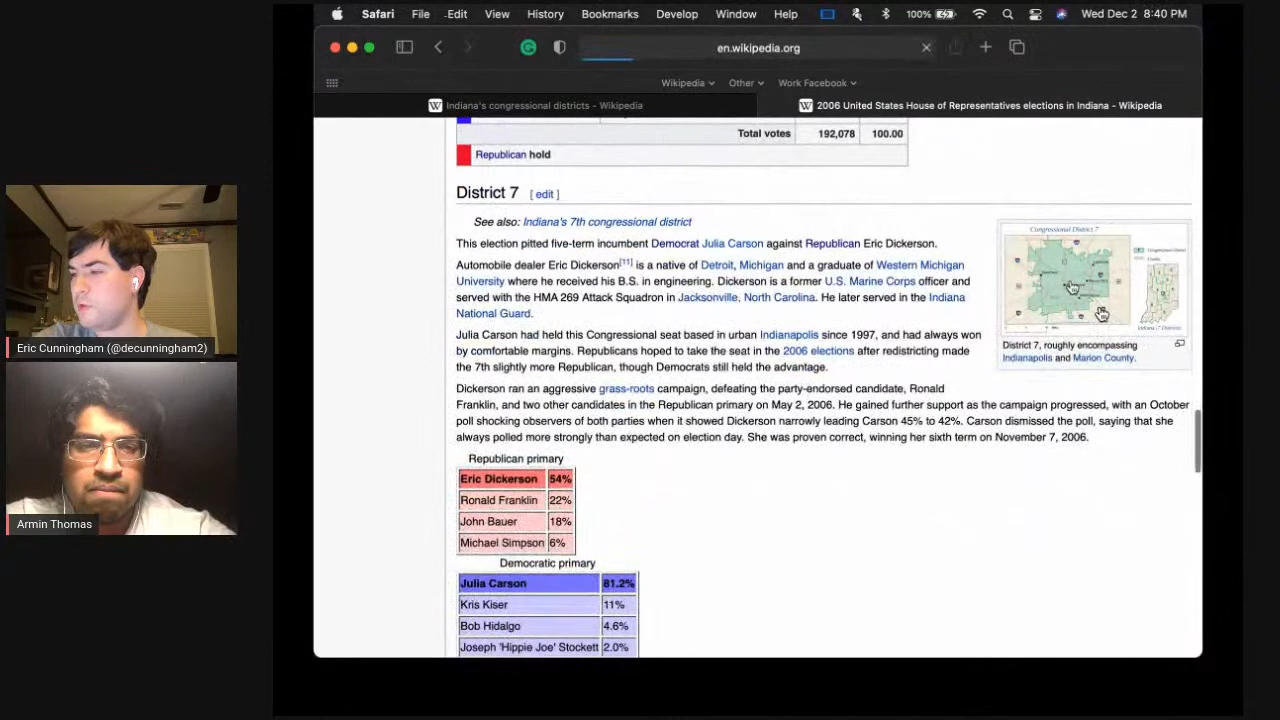 Safari File Edit View History Bookmarks Develop Window Help 100% Wed Dec 2 8:40 PM
en.wikipedia.org
Wikipedia Other Work Facebook
Indiana's congressional districts - Wikipedia
2006 United States House of Representatives elections in Indiana - Wikipedia
Total votes 192,078 100.00
Republican hold
District 7 [ edit ]
See also: Indiana's 7th congressional district
This election pitted five-term incumbent Democrat Julia Carson against Republican Eric Dickerson.
Automobile dealer Eric Dickerson[11] is a native of Detroit, Michigan and a graduate of Western Michigan
University where he received his B.S. in engineering. Dickerson is a former U.S. Marine Corps officer and
served with the HMA 269 Attack Squadron in Jacksonville, North Carolina. He later served in the Indiana
National Guard.
Julia Carson had held this Congressional seat based in urban Indianapolis since 1997, and had always won
by comfortable margins. Republicans hoped to take the seat in the 2006 elections after redistricting made
the 7th slightly more Republican, though Democrats still held the advantage.
Dickerson ran an aggressive grass-roots campaign, defeating the party-endorsed candidate, Ronald
Franklin, and two other candidates in the Republican primary on May 2, 2006. He gained further support as the campaign progressed, with an October
poll shocking observers of both parties when it showed Dickerson narrowly leading Carson 45% to 42%. Carson dismissed the poll, saying that she
always polled more strongly than expected on election day. She was proven correct, winning her sixth term on November 7, 2006.
Congressional District 7
District 7, roughly encompassing
Indianapolis and Marion County.
Republican primary
Eric Dickerson 54%
Ronald Franklin 22%
John Bauer 18%
Michael Simpson 6%
Democratic primary
Julia Carson 81.2%
Kris Kiser 11%
Bob Hidalgo 4.6%
Joseph 'Hippie Joe' Stockett 2.0%
Eric Cunningham (@decunningham2)
Armin Thomas